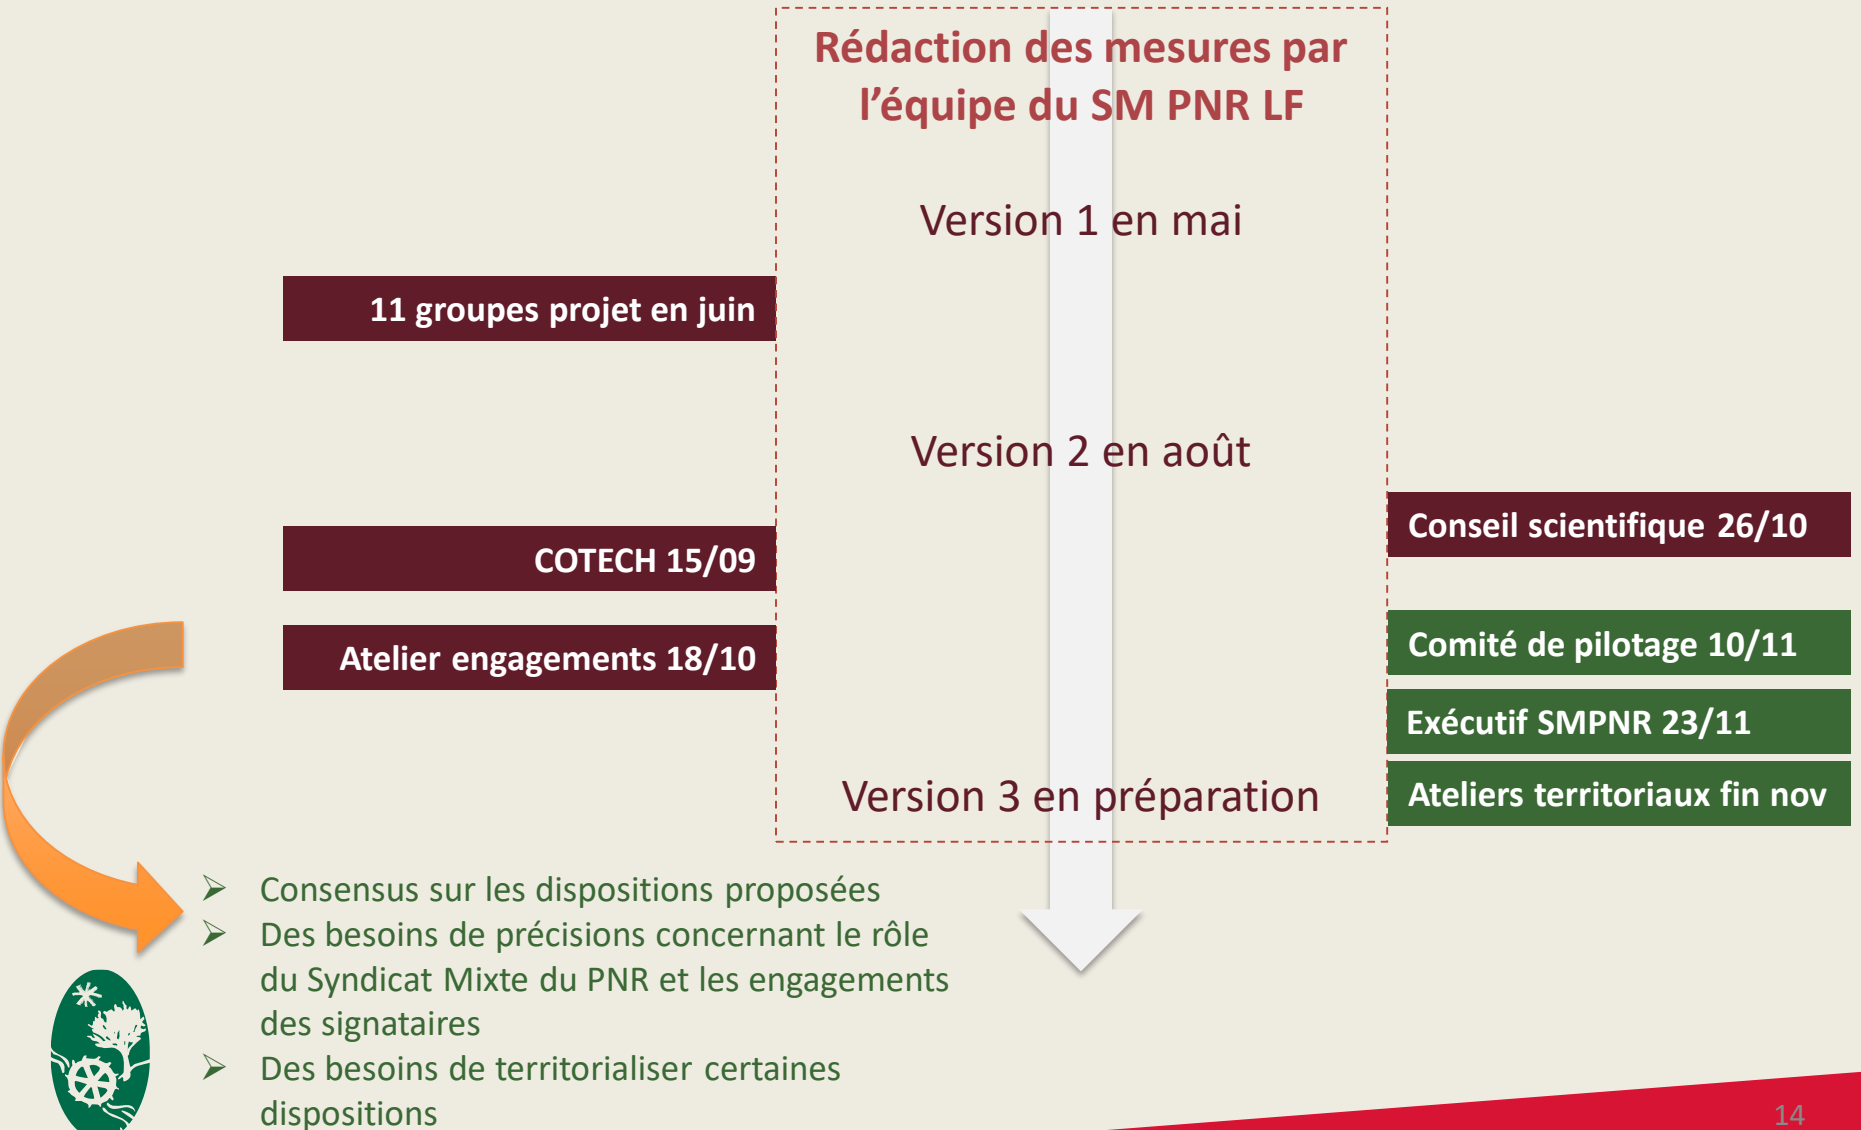 Rédaction des mesures par
l’équipe du SM PNR LF
Version 1 en mai
11 groupes projet en juin
Version 2 en août
Conseil scientifique 26/10
COTECH 15/09
Comité de pilotage 10/11
Atelier engagements 18/10
Exécutif SMPNR 23/11
Version 3 en préparation
Ateliers territoriaux fin nov
➢ Consensus sur les dispositions proposées
➢ Des besoins de précisions concernant le rôle
du Syndicat Mixte du PNR et les engagements
des signataires
➢ Des besoins de territorialiser certaines
dispositions
14